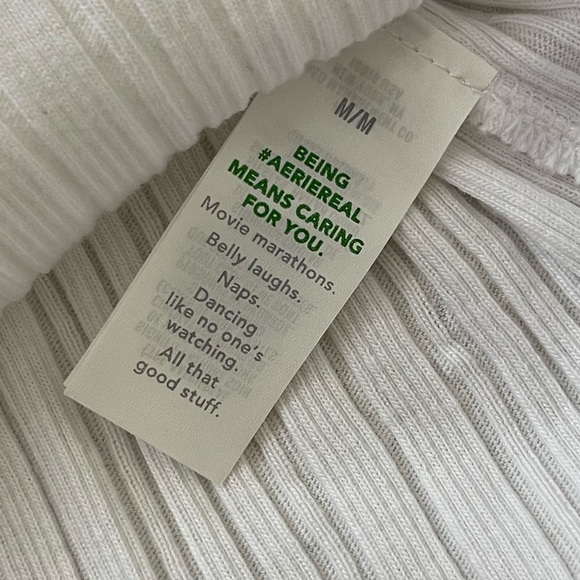 M/M
BEING
#AERIEREAL
MEANS CARING
FOR YOU.
Movie marathons.
Belly laughs.
Naps.
Dancing
like no one's
watching.
All that
good stuff.